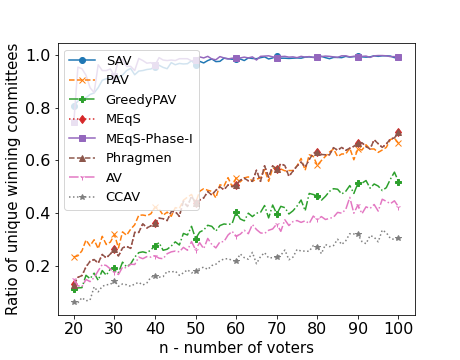 Ratio of unique winning committees
1.0
0.8
0.6
0.4
0.2
SAV
PAV
GreedyPAV
MEqS
MEqS-Phase-I
Phragmen
AV
CCAV
20 30 40 50 60 70 80 90 100
n - number of voters